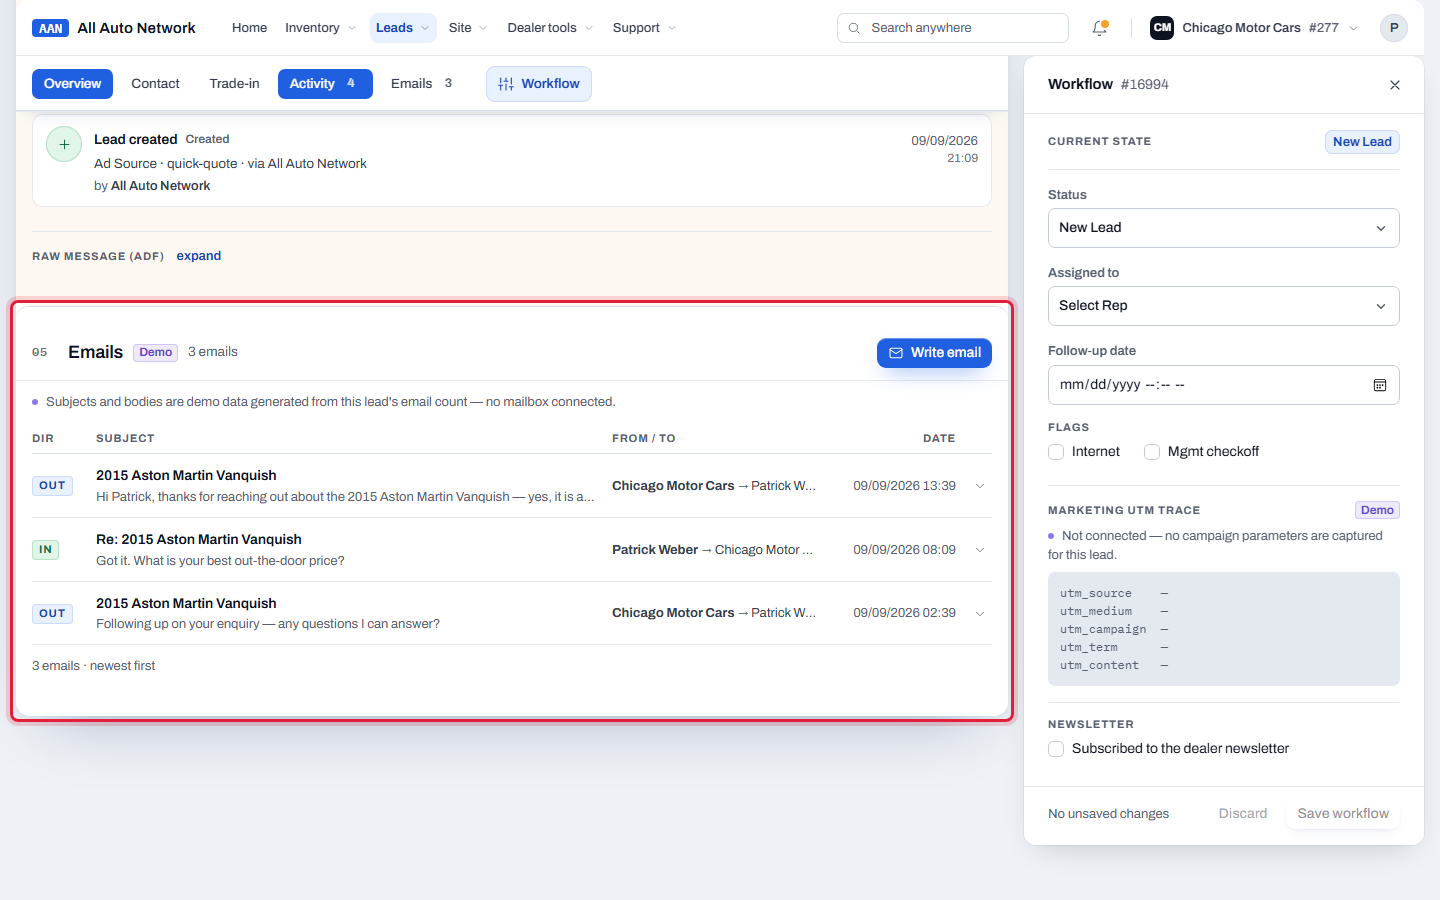 AAN All Auto Network Home Inventory Leads Site Dealer tools Support Search anywhere CM Chicago Motor Cars #277 P
Overview Contact Trade-in Activity 4 Emails 3 Workflow
Lead created Created 09/09/2026
Ad Source · quick-quote · via All Auto Network 21:09
by All Auto Network
RAW MESSAGE (ADF) expand
05 Emails Demo 3 emails Write email
Subjects and bodies are demo data generated from this lead's email count — no mailbox connected.
DIR SUBJECT FROM / TO DATE
OUT 2015 Aston Martin Vanquish
Hi Patrick, thanks for reaching out about the 2015 Aston Martin Vanquish — yes, it is a...
Chicago Motor Cars → Patrick W... 09/09/2026 13:39
IN Re: 2015 Aston Martin Vanquish
Got it. What is your best out-the-door price?
Patrick Weber → Chicago Motor ... 09/09/2026 08:09
OUT 2015 Aston Martin Vanquish
Following up on your enquiry — any questions I can answer?
Chicago Motor Cars → Patrick W... 09/09/2026 02:39
3 emails · newest first
Workflow #16994
CURRENT STATE New Lead
Status
New Lead
Assigned to
Select Rep
Follow-up date
mm/dd/yyyy --:-- --
FLAGS
Internet Mgmt checkoff
MARKETING UTM TRACE Demo
Not connected — no campaign parameters are captured
for this lead.
utm_source —
utm_medium —
utm_campaign —
utm_term —
utm_content —
NEWSLETTER
Subscribed to the dealer newsletter
No unsaved changes Discard Save workflow